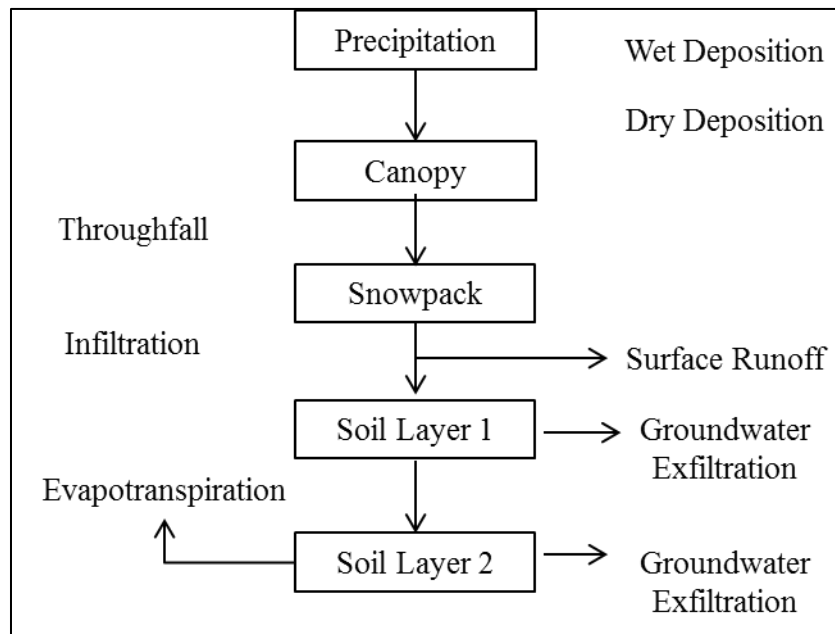 Precipitation
Wet Deposition
Dry Deposition
Canopy
Throughfall
Snowpack
Infiltration
Surface Runoff
Soil Layer 1
Groundwater
Exfiltration
Evapotranspiration
Soil Layer 2
Groundwater
Exfiltration